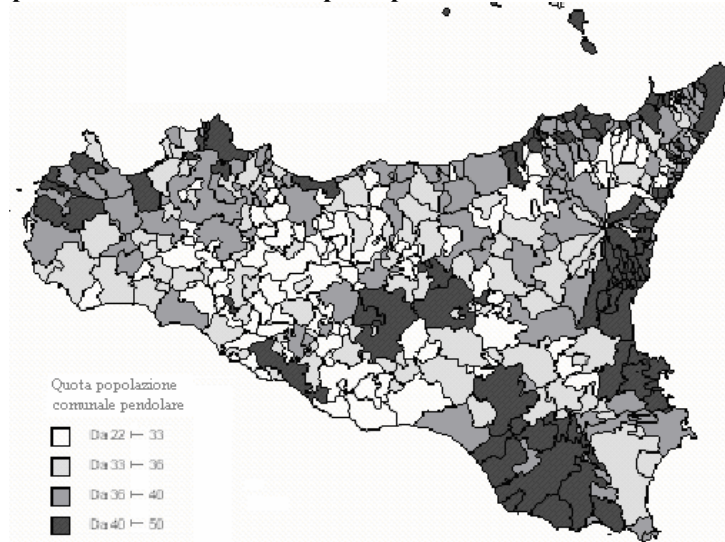 Quota popolazione
comunale pendolare
Da 22 ⊢ 33
Da 33 ⊢ 36
Da 36 ⊢ 40
Da 40 ⊢ 50